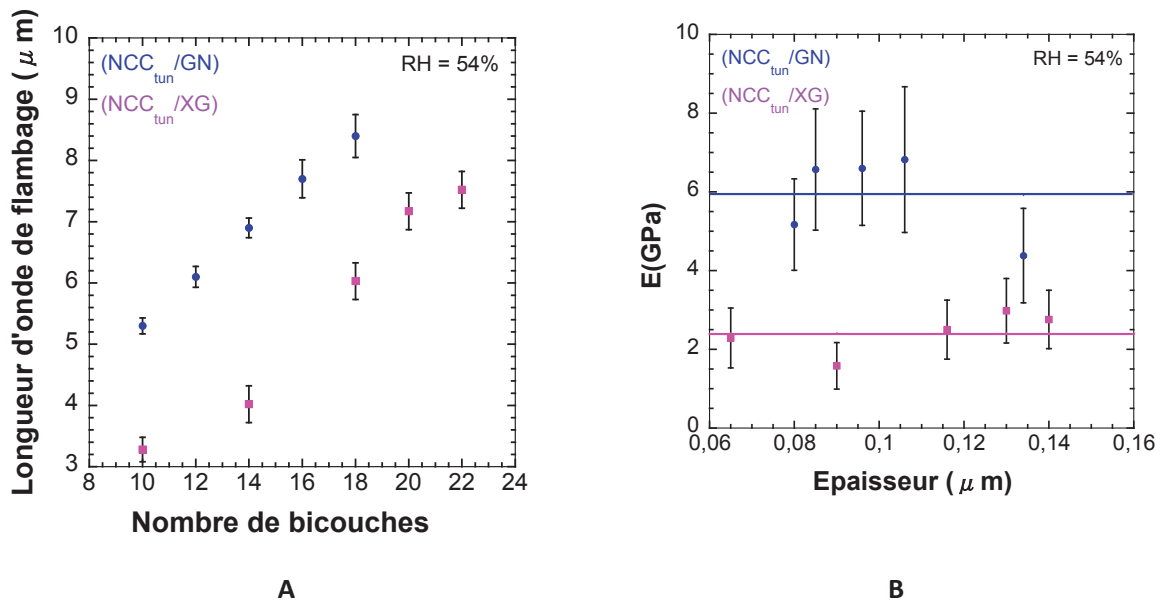 10
9
8
7
6
5
4
3
Longueur d'onde de flambage ( μ m)
(NCCtun/GN)
(NCCtun/XG)
RH = 54%
8 10 12 14 16 18 20 22 24
Nombre de bicouches
A
10
8
6
4
2
0
E(GPa)
(NCCtun/GN)
(NCCtun/XG)
RH = 54%
0,06 0,08 0,1 0,12 0,14 0,16
Epaisseur ( μ m)
B